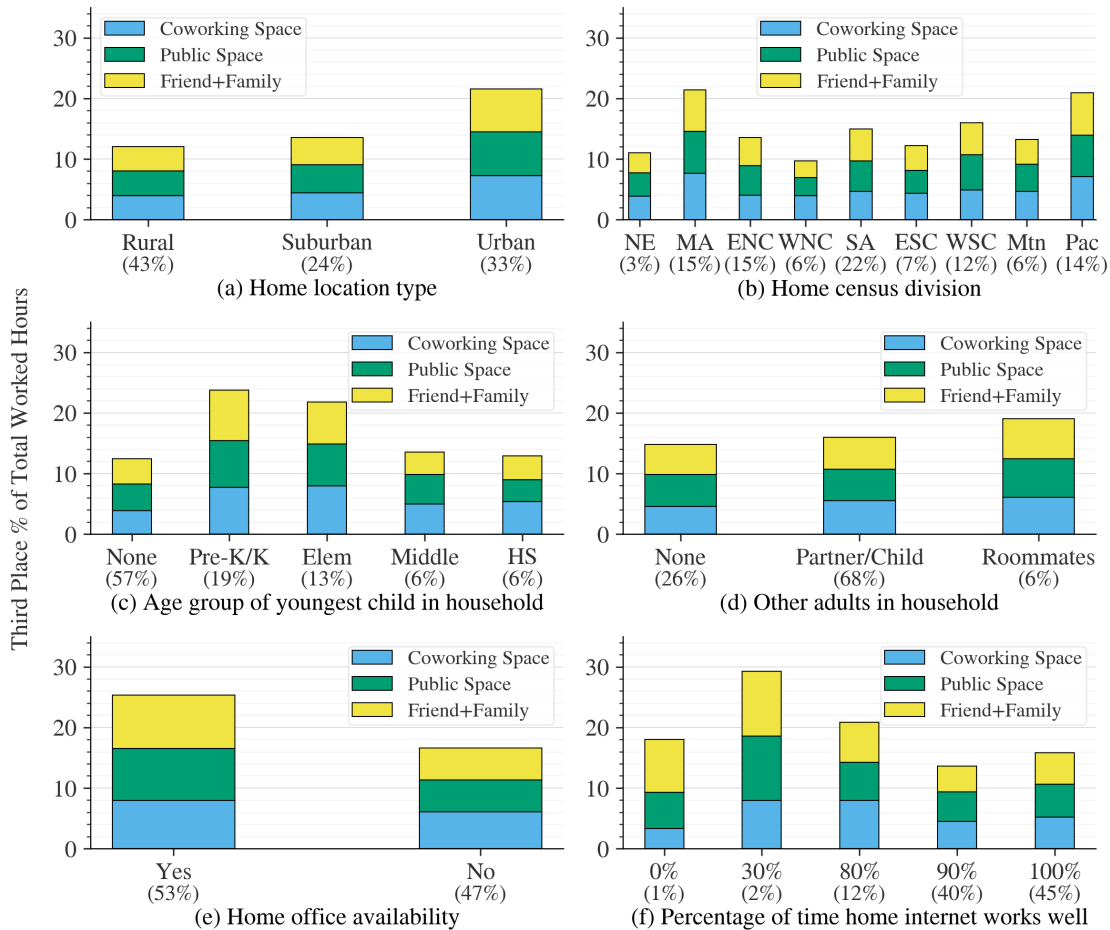 Third Place % of Total Worked Hours
30
20
10
0
Coworking Space
Public Space
Friend+Family
Rural Suburban Urban
(43%) (24%) (33%)
(a) Home location type
30
20
10
0
Coworking Space
Public Space
Friend+Family
NE MA ENC WNC SA ESC WSC Mtn Pac
(3%) (15%) (15%) (6%) (22%) (7%) (12%) (6%) (14%)
(b) Home census division
30
20
10
0
Coworking Space
Public Space
Friend+Family
None Pre-K/K Elem Middle HS
(57%) (19%) (13%) (6%) (6%)
(c) Age group of youngest child in household
30
20
10
0
Coworking Space
Public Space
Friend+Family
None Partner/Child Roommates
(26%) (68%) (6%)
(d) Other adults in household
30
20
10
0
Coworking Space
Public Space
Friend+Family
Yes No
(53%) (47%)
(e) Home office availability
30
20
10
0
Coworking Space
Public Space
Friend+Family
0% 30% 80% 90% 100%
(1%) (2%) (12%) (40%) (45%)
(f) Percentage of time home internet works well